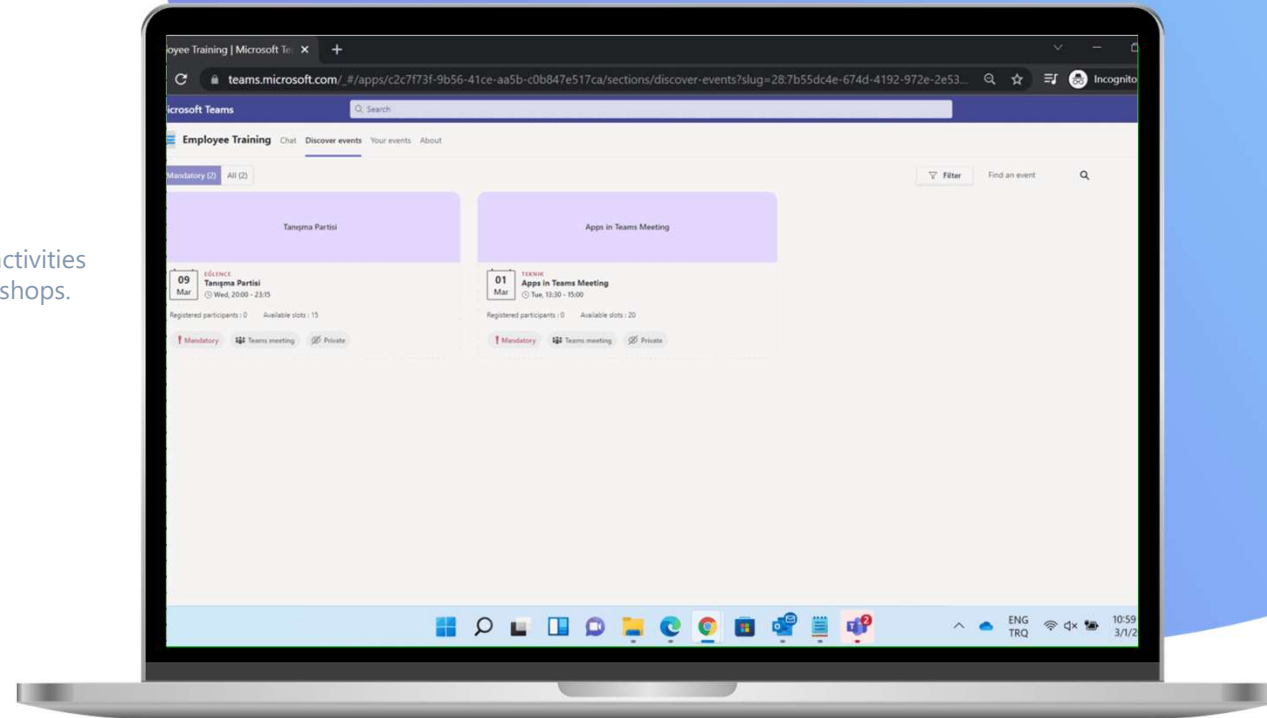 ctivities
shops.
oyee Training | Microsoft Te
teams.microsoft.com/_#/apps/c2c7f73f-9b56-41ce-aa5b-c0b847e517ca/sections/discover-events?slug=28:7b55dc4e-674d-4192-972e-2e53...
Incognito
icrosoft Teams
Search
Employee Training Chat Discover events Your events About
Mandatory (2) All (2)
Filter
Find an event
Tanışma Partisi
Apps in Teams Meeting
09
Mar
EĞLENCE
Tanışma Partisi
Wed, 20:00 - 23:15
Registered participants : 0 Available slots : 15
Mandatory Teams meeting Private
01
Mar
TEKNIK
Apps in Teams Meeting
Tue, 13:30 - 15:00
Registered participants : 0 Available slots : 20
Mandatory Teams meeting Private
2
ENG
TRQ
10:59
3/1/2